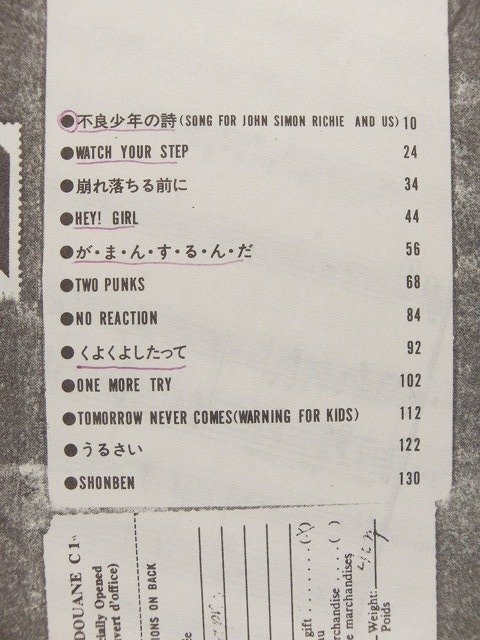 ●不良少年の詩(SONG FOR JOHN SIMON RICHIE AND US) 10
●WATCH YOUR STEP 24
●崩れ落ちる前に 34
●HEY! GIRL 44
●が・ま・ん・す・る・ん・だ 56
●TWO PUNKS 68
●NO REACTION 84
●くよくよしたって 92
●ONE MORE TRY 102
●TOMORROW NEVER COMES(WARNING FOR KIDS) 112
●うるさい 122
●SHONBEN 130
DOUANE C1
tially Opened
vert d'office)
IONS ON BACK
gift ........(X)
au
rchandise ....( )
e marchandises
Weight:
Poids